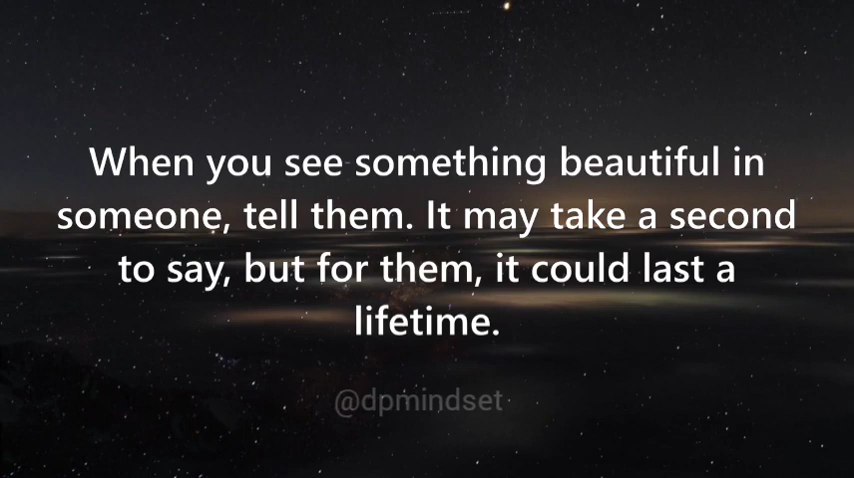 When you see something beautiful in
someone, tell them. It may take a second
to say, but for them, it could last a
lifetime.
@dpmindset